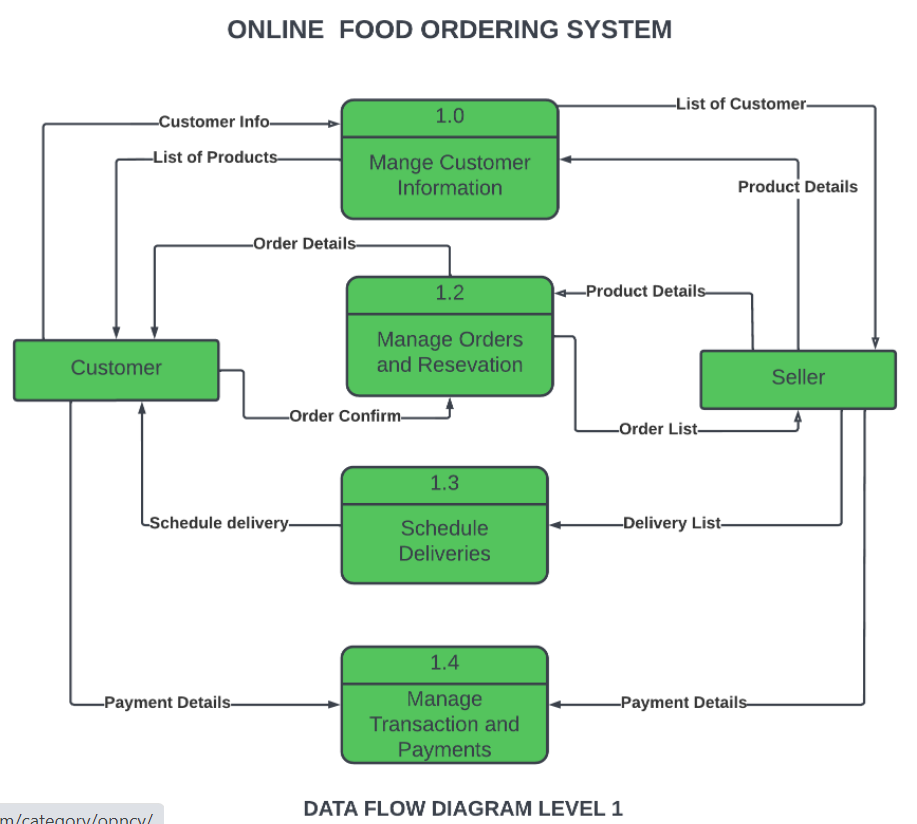 ONLINE FOOD ORDERING SYSTEM
1.0
List of Customer
Customer Info
List of Products
Mange Customer
Information
Product Details
Order Details
1.2
Product Details
Manage Orders
and Resevation
Customer
Seller
Order Confirm
Order List
1.3
Schedule delivery
Schedule
Deliveries
Delivery List
1.4
Payment Details
Manage
Transaction and
Payments
Payment Details
DATA FLOW DIAGRAM LEVEL 1
m/category/opncv/